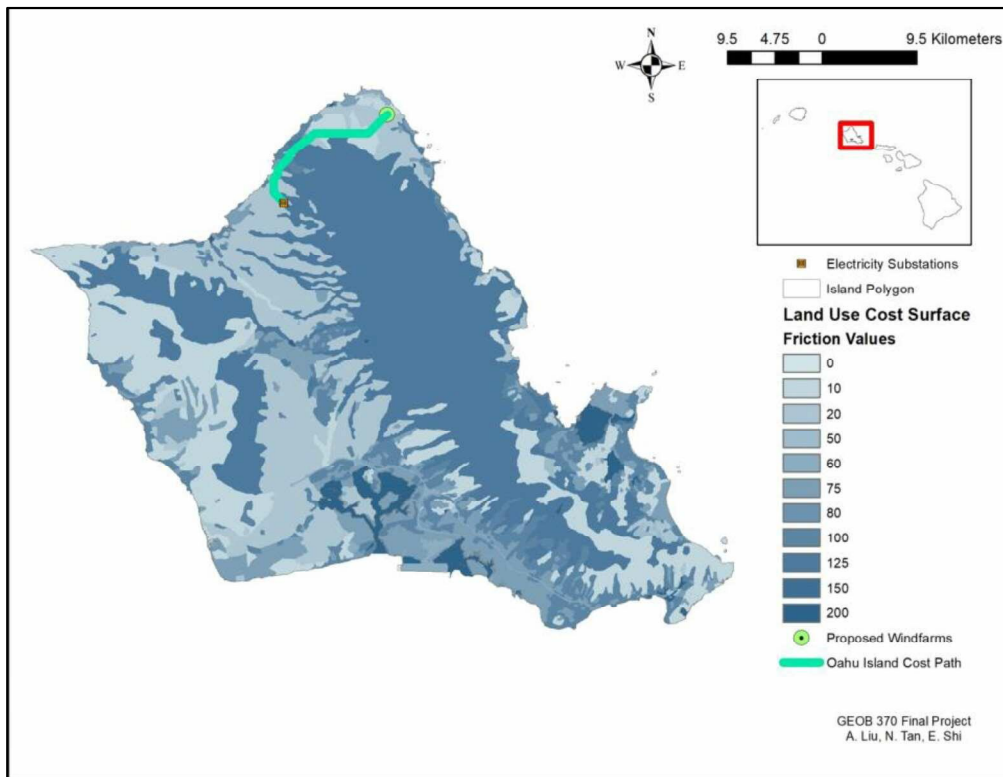 N
W E
S
9.5 4.75 0 9.5 Kilometers
Electricity Substations
Island Polygon
Land Use Cost Surface
Friction Values
0
10
20
50
60
75
80
100
125
150
200
Proposed Windfarms
Oahu Island Cost Path
GEOB 370 Final Project
A. Liu, N. Tan, E. Shi